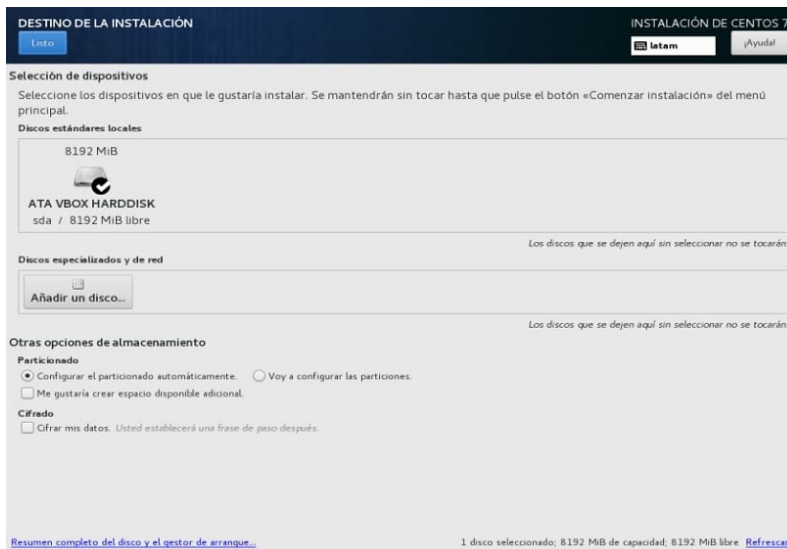 DESTINO DE LA INSTALACIÓN
INSTALACIÓN DE CENTOS 7
Listo
latam
¡Ayuda!
Selección de dispositivos
Seleccione los dispositivos en que le gustaría instalar. Se mantendrán sin tocar hasta que pulse el botón «Comenzar instalación» del menú
principal.
Discos estándares locales
8192 MiB
ATA VBOX HARDDISK
sda / 8192 MiB libre
Los discos que se dejen aquí sin seleccionar no se tocarán
Discos especializados y de red
Añadir un disco...
Los discos que se dejen aquí sin seleccionar no se tocarán
Otras opciones de almacenamiento
Particionado
Configurar el particionado automáticamente. Voy a configurar las particiones.
Me gustaría crear espacio disponible adicional.
Cifrado
Cifrar mis datos. Usted establecerá una frase de paso después.
Resumen completo del disco y el gestor de arranque...
1 disco seleccionado; 8192 MiB de capacidad; 8192 MiB libre Refrescar